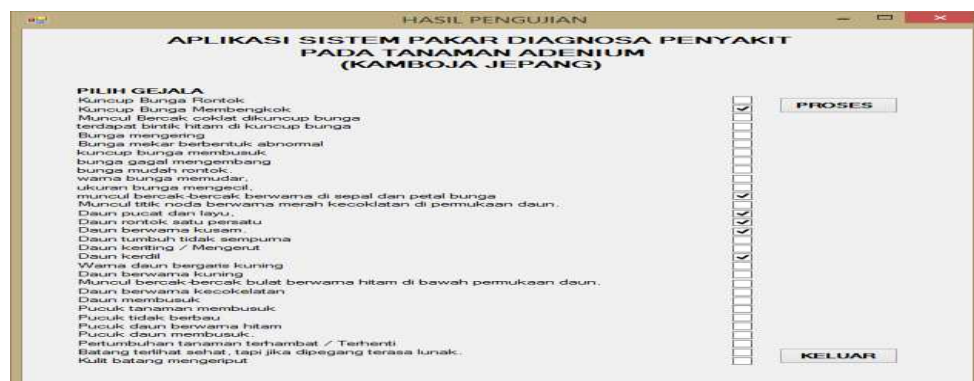 HASIL PENGUJIAN
APLIKASI SISTEM PAKAR DIAGNOSA PENYAKIT
PADA TANAMAN ADENIUM
(KAMBOJA JEPANG)
PILIH GEJALA
Kuncup Bunga Rontok
Kuncup Bunga Membengkok
PROSES
Muncul Bercak coklat dikuncup bunga
terdapat bintik hitam di kuncup bunga
Bunga mengering
Bunga mekar berbentuk abnormal
kuncup bunga membusuk
bunga gagal mengembang
bunga mudah rontok.
warna bunga memudar,
ukuran bunga mengecil,
muncul bercak-bercak berwarna di sepal dan petal bunga
Muncul titik noda berwarna merah kecoklatan di permukaan daun.
Daun pucat dan layu,
Daun rontok satu persatu
Daun berwarna kusam,
Daun tumbuh tidak sempurna
Daun keriting / Mengerut
Daun kerdil
Warna daun bergaris kuning
Daun berwarna kuning
Muncul bercak-bercak bulat berwarna hitam di bawah permukaan daun.
Daun berwarna kecokelatan
Daun membusuk
Pucuk tanaman membusuk
Pucuk tidak berbau
Pucuk daun berwarna hitam
Pucuk daun membusuk.
Pertumbuhan tanaman terhambat / Terhenti
Batang terlihat sehat, tapi jika dipegang terasa lunak.
Kulit batang mengeriput
KELUAR